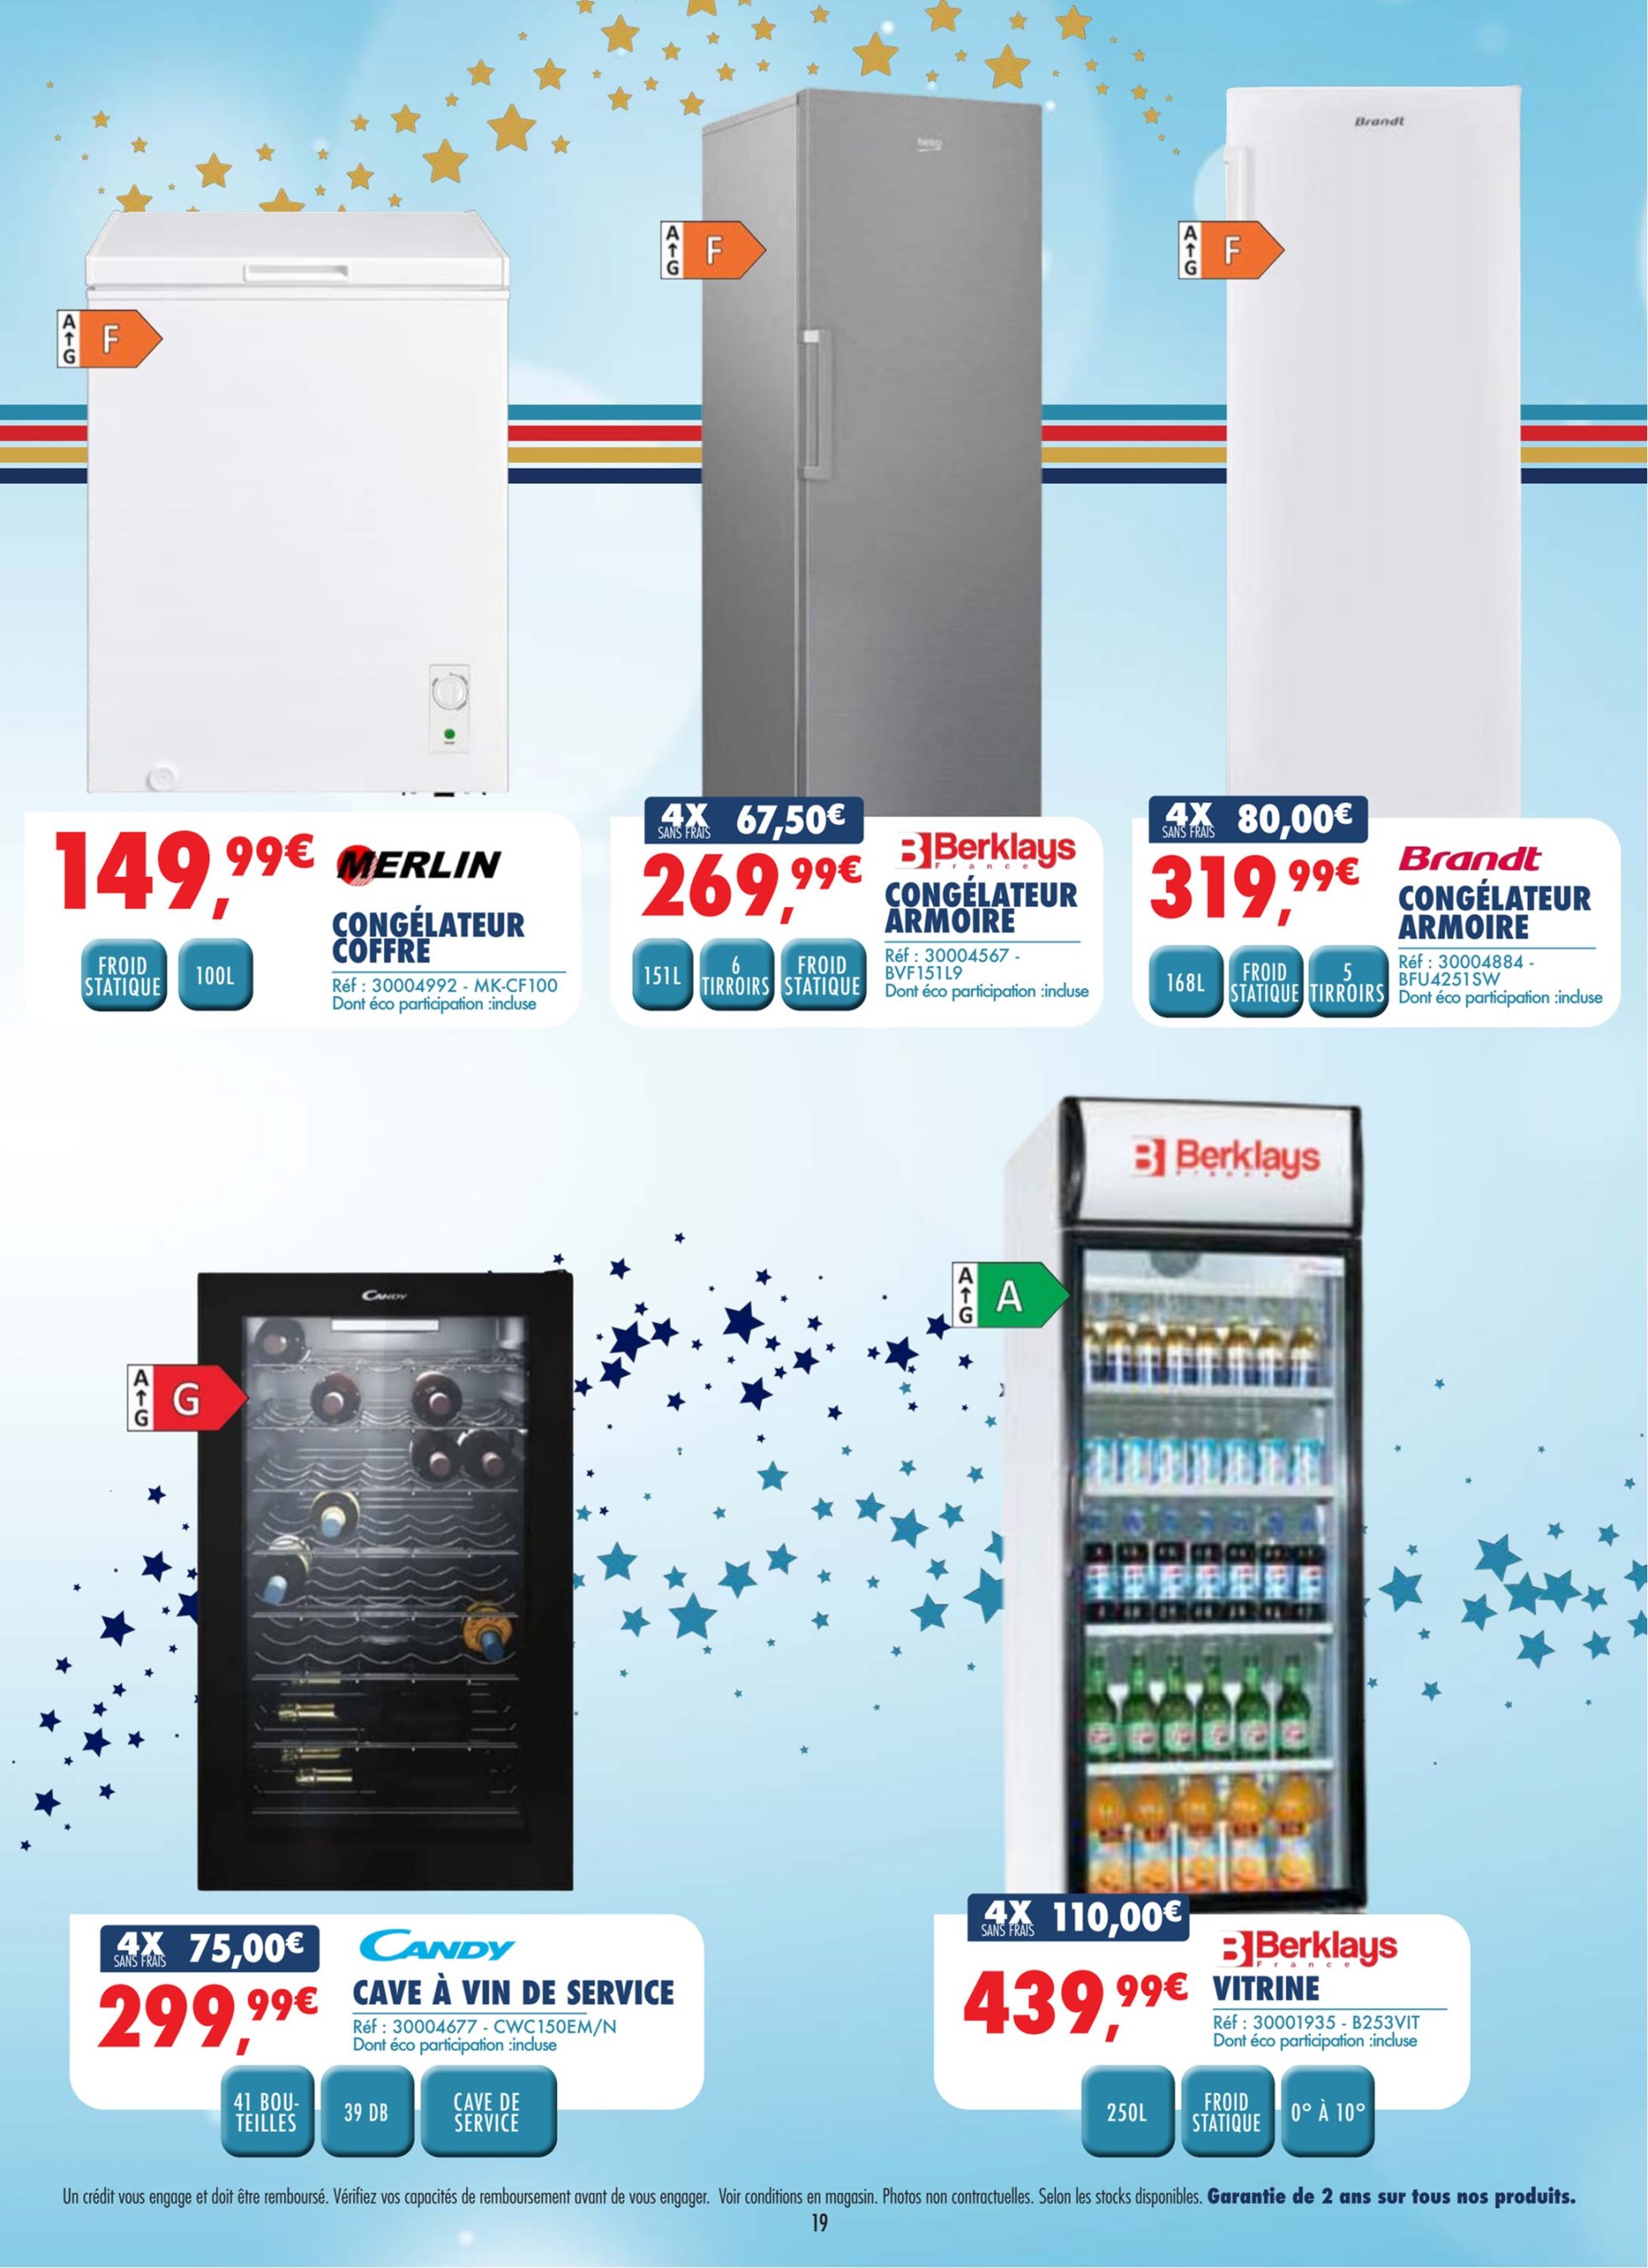 beko
Brandt
A
G
F
A
G
F
A
G
F
149,99€
MERLIN
CONGÉLATEUR
COFFRE
Réf : 30004992 - MK-CF100
Dont éco participation :incluse
FROID
STATIQUE
100L
4X
SANS FRAIS
67,50€
269,99€
Berklays
France
CONGÉLATEUR
ARMOIRE
Réf : 30004567 -
BVF151L9
Dont éco participation :incluse
151L
6
TIRROIRS
FROID
STATIQUE
4X
SANS FRAIS
80,00€
319,99€
Brandt
CONGÉLATEUR
ARMOIRE
Réf : 30004884 -
BFU4251SW
Dont éco participation :incluse
168L
FROID
STATIQUE
5
TIRROIRS
Berklays
CANDY
A
G
A
A
G
G
4X
SANS FRAIS
75,00€
299,99€
CANDY
CAVE À VIN DE SERVICE
Réf : 30004677 - CWC150EM/N
Dont éco participation :incluse
41 BOU-
TEILLES
39 DB
CAVE DE
SERVICE
4X
SANS FRAIS
110,00€
439,99€
Berklays
France
VITRINE
Réf : 30001935 - B253VIT
Dont éco participation :incluse
250L
FROID
STATIQUE
0° À 10°
Un crédit vous engage et doit être remboursé. Vérifiez vos capacités de remboursement avant de vous engager. Voir conditions en magasin. Photos non contractuelles. Selon les stocks disponibles. Garantie de 2 ans sur tous nos produits.
19